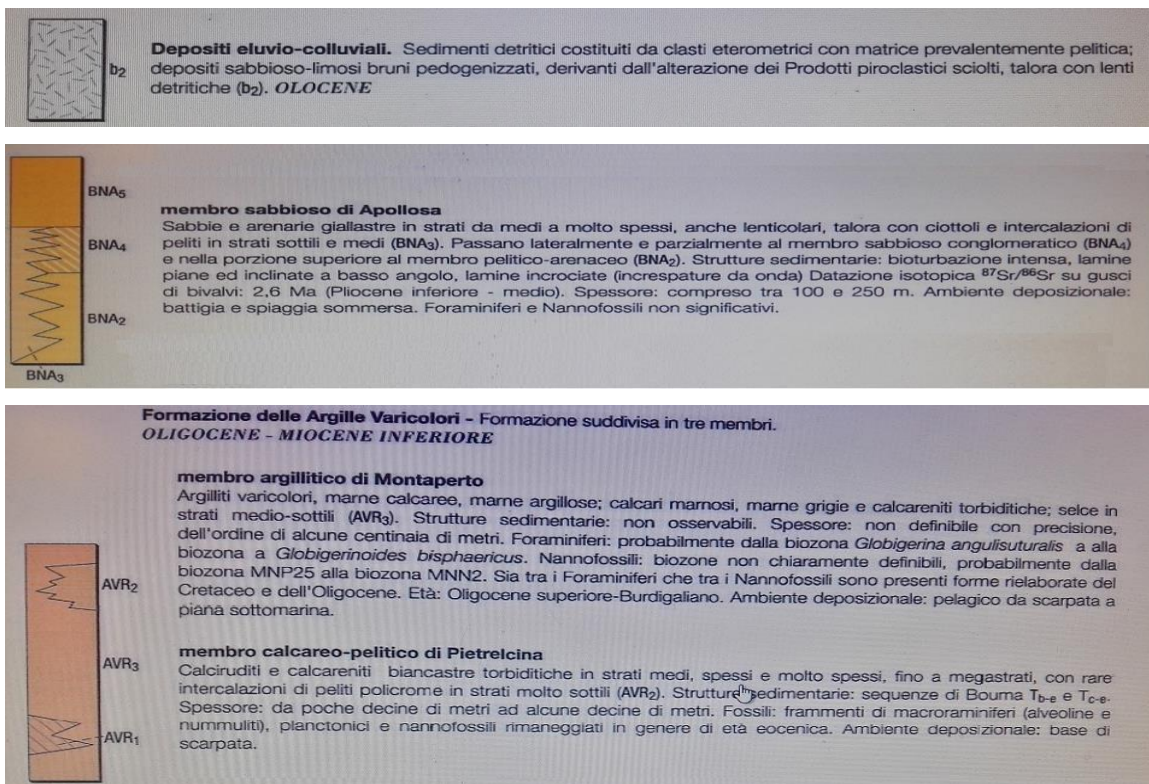 b2
Depositi eluvio-colluviali. Sedimenti detritici costituiti da clasti eterometrici con matrice prevalentemente pelitica;
depositi sabbioso-limosi bruni pedogenizzati, derivanti dall'alterazione dei Prodotti piroclastici sciolti, talora con lenti
detritiche (b2). OLOCENE
BNA5
BNA4
BNA2
BNA3
membro sabbioso di Apollosa
Sabbie e arenarie giallastre in strati da medi a molto spessi, anche lenticolari, talora con ciottoli e intercalazioni di
peliti in strati sottili e medi (BNA3). Passano lateralmente e parzialmente al membro sabbioso conglomeratico (BNA4)
e nella porzione superiore al membro pelitico-arenaceo (BNA2). Strutture sedimentarie: bioturbazione intensa, lamine
piane ed inclinate a basso angolo, lamine incrociate (increspature da onda) Datazione isotopica 87Sr/86Sr su gusci
di bivalvi: 2,6 Ma (Pliocene inferiore - medio). Spessore: compreso tra 100 e 250 m. Ambiente deposizionale:
battigia e spiaggia sommersa. Foraminiferi e Nannofossili non significativi.
Formazione delle Argille Varicolori - Formazione suddivisa in tre membri.
OLIGOCENE - MIOCENE INFERIORE
membro argillitico di Montaperto
Argilliti varicolori, marne calcaree, marne argillose; calcari marnosi, marne grigie e calcareniti torbiditiche; selce in
strati medio-sottili (AVR3). Strutture sedimentarie: non osservabili. Spessore: non definibile con precisione,
dell'ordine di alcune centinaia di metri. Foraminiferi: probabilmente dalla biozona Globigerina angulisuturalis a alla
biozona a Globigerinoides bisphaericus. Nannofossili: biozone non chiaramente definibili, probabilmente dalla
biozona MNP25 alla biozona MNN2. Sia tra i Foraminiferi che tra i Nannofossili sono presenti forme rielaborate del
Cretaceo e dell'Oligocene. Età: Oligocene superiore-Burdigaliano. Ambiente deposizionale: pelagico da scarpata a
piana sottomarina.
membro calcareo-pelitico di Pietrelcina
Calciruditi e calcareniti biancastre torbiditiche in strati medi, spessi e molto spessi, fino a megastrati, con rare
intercalazioni di peliti policrome in strati molto sottili (AVR2). Strutture sedimentarie: sequenze di Bouma Tb-e e Tc-e.
Spessore: da poche decine di metri ad alcune decine di metri. Fossili: frammenti di macroraminiferi (alveoline e
nummuliti), planctonici e nannofossili rimaneggiati in genere di età eocenica. Ambiente deposizionale: base di
scarpata.
AVR2
AVR3
AVR1